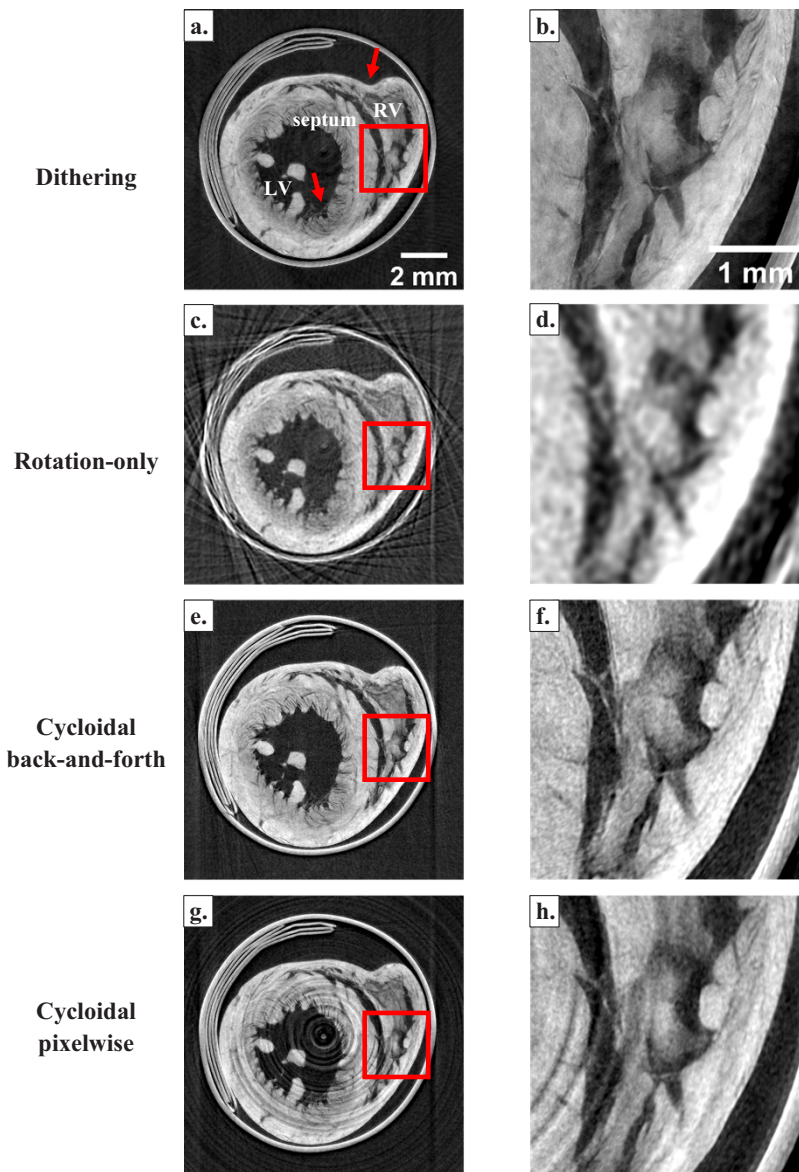 a.
b.
RV
septum
Dithering
LV
2 mm
1 mm
c.
d.
Rotation-only
e.
f.
Cycloidal
back-and-forth
g.
h.
Cycloidal
pixelwise